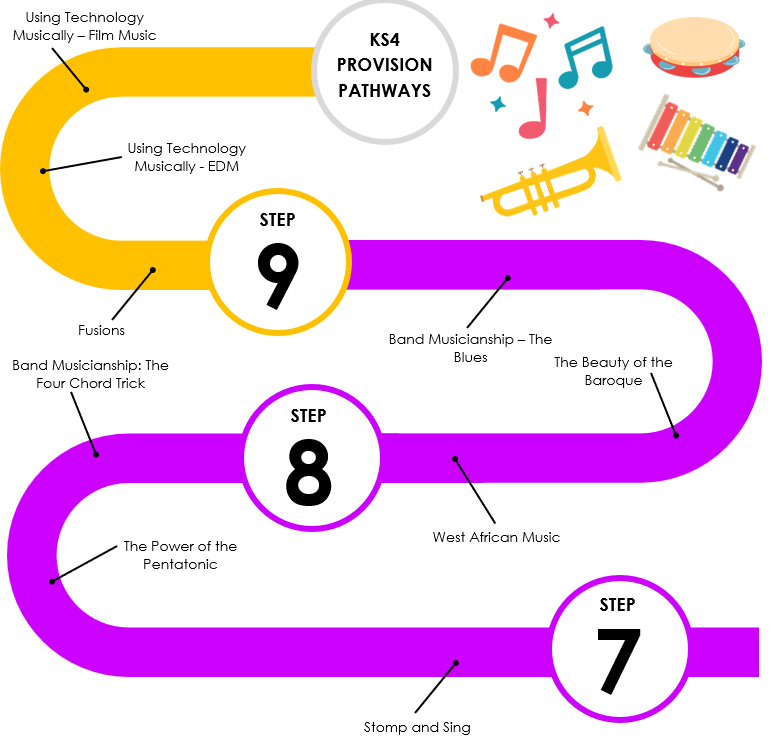 Using Technology
Musically – Film Music
KS4
PROVISION
PATHWAYS
Using Technology
Musically - EDM
STEP
9
Fusions
Band Musicianship – The
Blues
The Beauty of the
Baroque
Band Musicianship: The
Four Chord Trick
STEP
8
West African Music
The Power of the
Pentatonic
STEP
7
Stomp and Sing